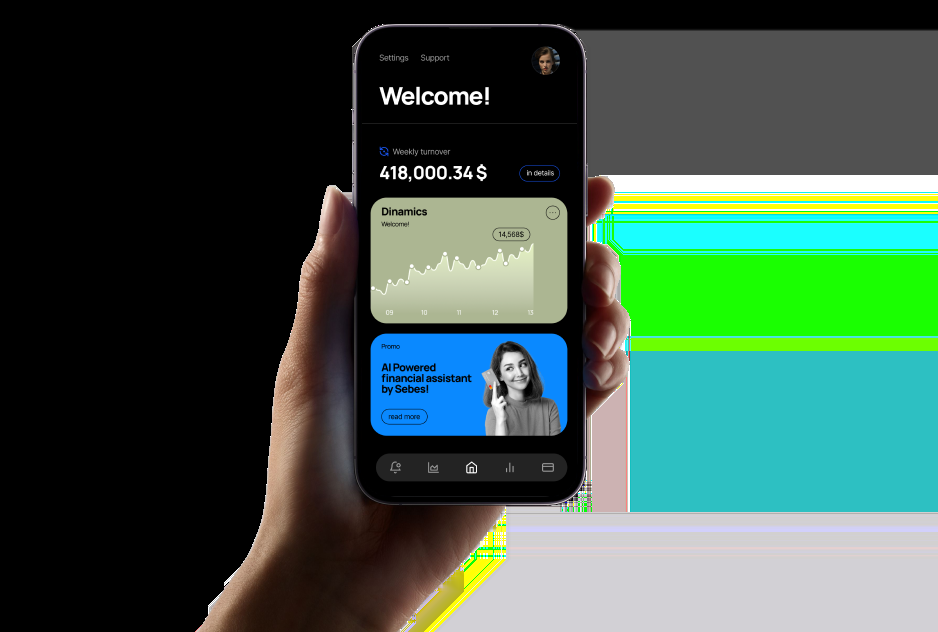 Settings Support
Welcome!
Weekly turnover
418,000.34 $
in details
Dinamics
Welcome!
14,568$
09 10 11 12 13
Promo
AI Powered
financial assistant
by Sebes!
read more